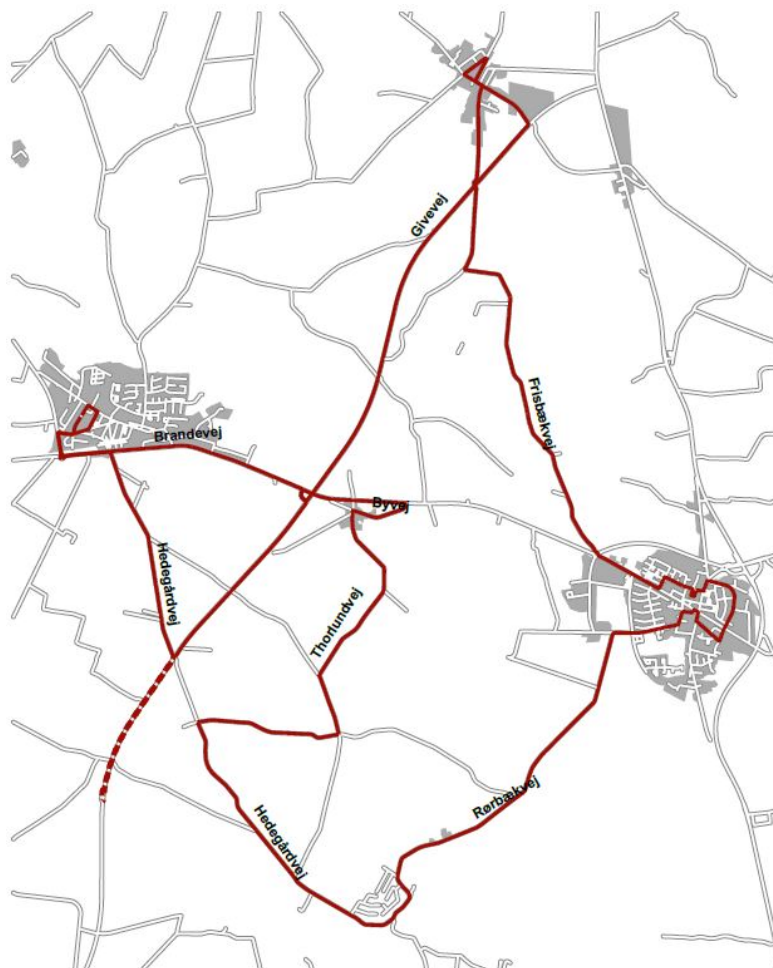 Givevej
Frisbækvej
Brandevej
Byvej
Hedegårdvej
Thorlundvej
Rørbækvej
Hedegårdvej